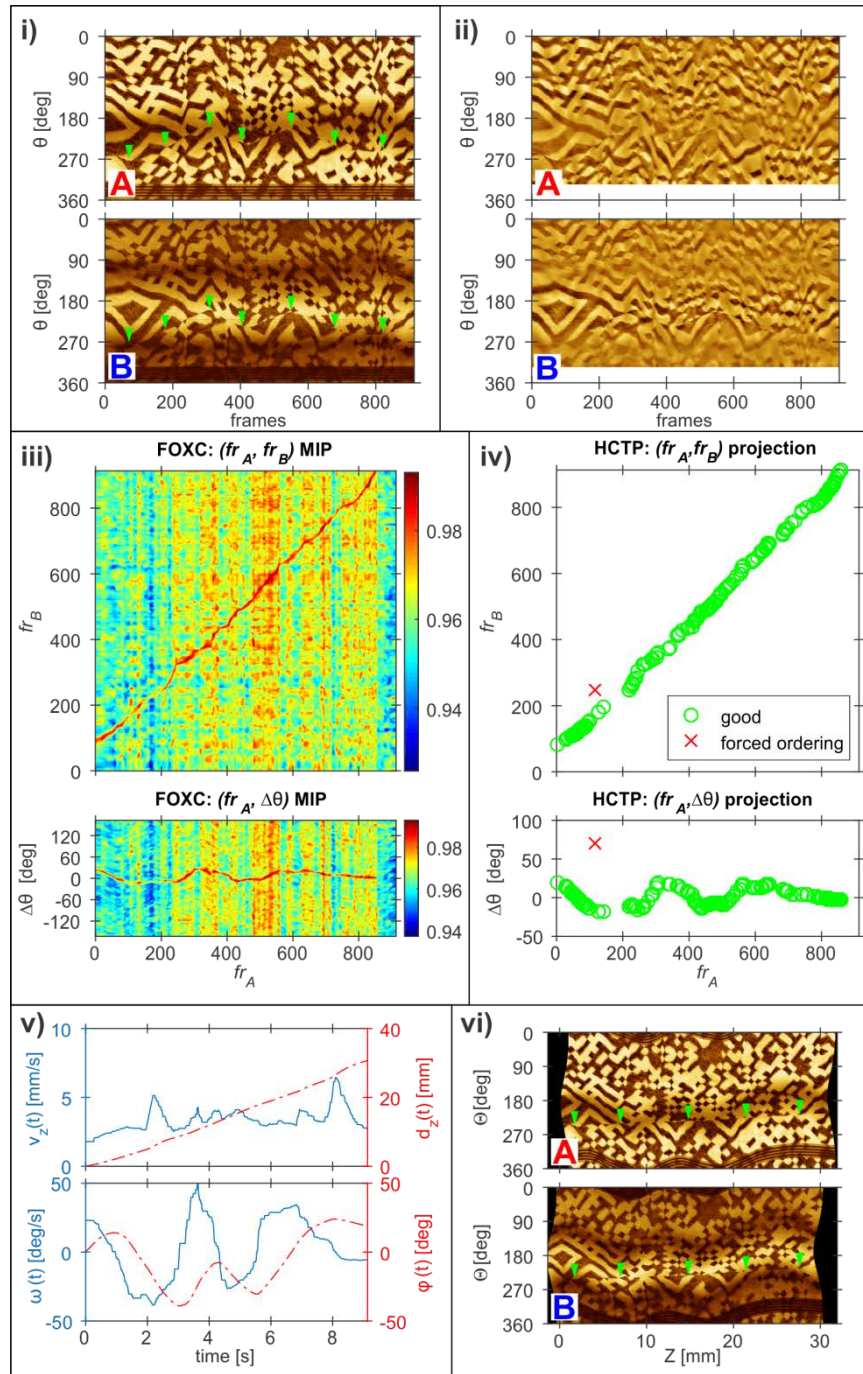 i)
0
90
180
270
360
θ [deg]
A
0
90
180
270
360
θ [deg]
B
0 200 400 600 800
frames
ii)
0
90
180
270
360
θ [deg]
A
0
90
180
270
360
θ [deg]
B
0 200 400 600 800
frames
iii)
FOXC: (fr_A, fr_B) MIP
800
600
400
200
0
fr_B
0.98
0.96
0.94
FOXC: (fr_A, Δθ) MIP
120
60
0
-60
-120
Δθ [deg]
0.98
0.96
0.94
0 200 400 600 800
fr_A
iv)
HCTP: (fr_A,fr_B) projection
800
600
400
200
0
fr_B
good
forced ordering
HCTP: (fr_A,Δθ) projection
100
50
0
-50
Δθ [deg]
0 200 400 600 800
fr_A
v)
10
5
0
v_z(t) [mm/s]
40
20
0
d_z(t) [mm]
50
0
-50
ω (t) [deg/s]
50
0
-50
φ (t) [deg]
0 2 4 6 8
time [s]
vi)
0
90
180
270
360
Θ [deg]
A
0
90
180
270
360
Θ [deg]
B
0 10 20 30
Z [mm]